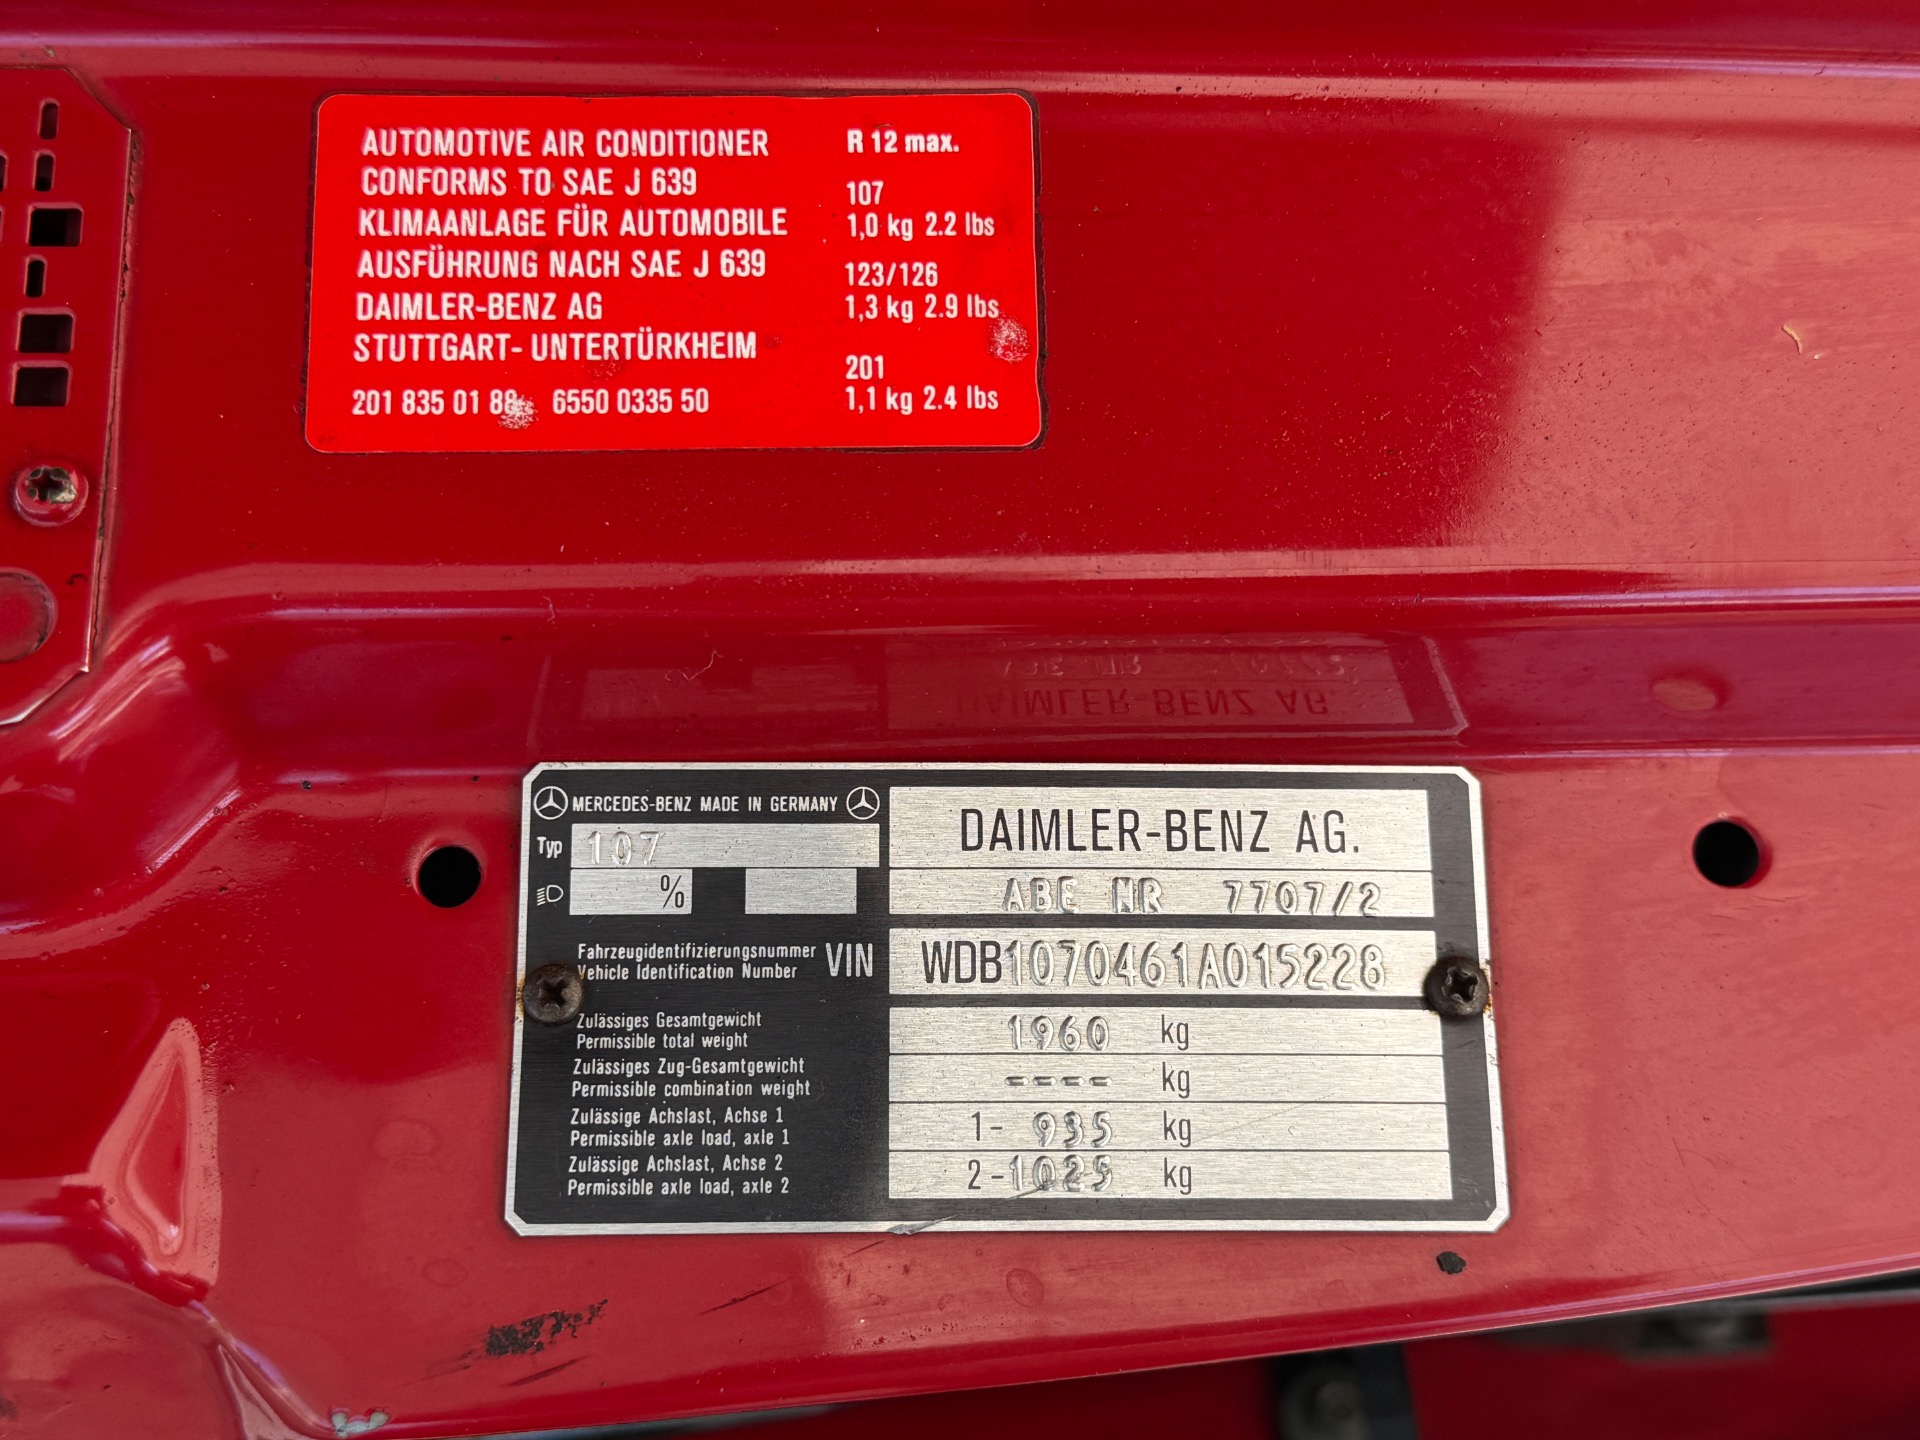 AUTOMOTIVE AIR CONDITIONER
CONFORMS TO SAE J 639
KLIMAANLAGE FÜR AUTOMOBILE
AUSFÜHRUNG NACH SAE J 639
DAIMLER-BENZ AG
STUTTGART-UNTERTÜRKHEIM
201 835 01 88 6550 0335 50
R 12 max.
107
1,0 kg 2.2 lbs
123/126
1,3 kg 2.9 lbs
201
1,1 kg 2.4 lbs
MERCEDES-BENZ MADE IN GERMANY
Typ 107
%
DAIMLER-BENZ AG.
ABE NR 7707/2
Fahrzeugidentifizierungsnummer
Vehicle Identification Number
VIN WDB1070461A015228
Zulässiges Gesamtgewicht
Permissible total weight
1960 kg
Zulässiges Zug-Gesamtgewicht
Permissible combination weight
---- kg
Zulässige Achslast, Achse 1
Permissible axle load, axle 1
1- 935 kg
Zulässige Achslast, Achse 2
Permissible axle load, axle 2
2-1025 kg